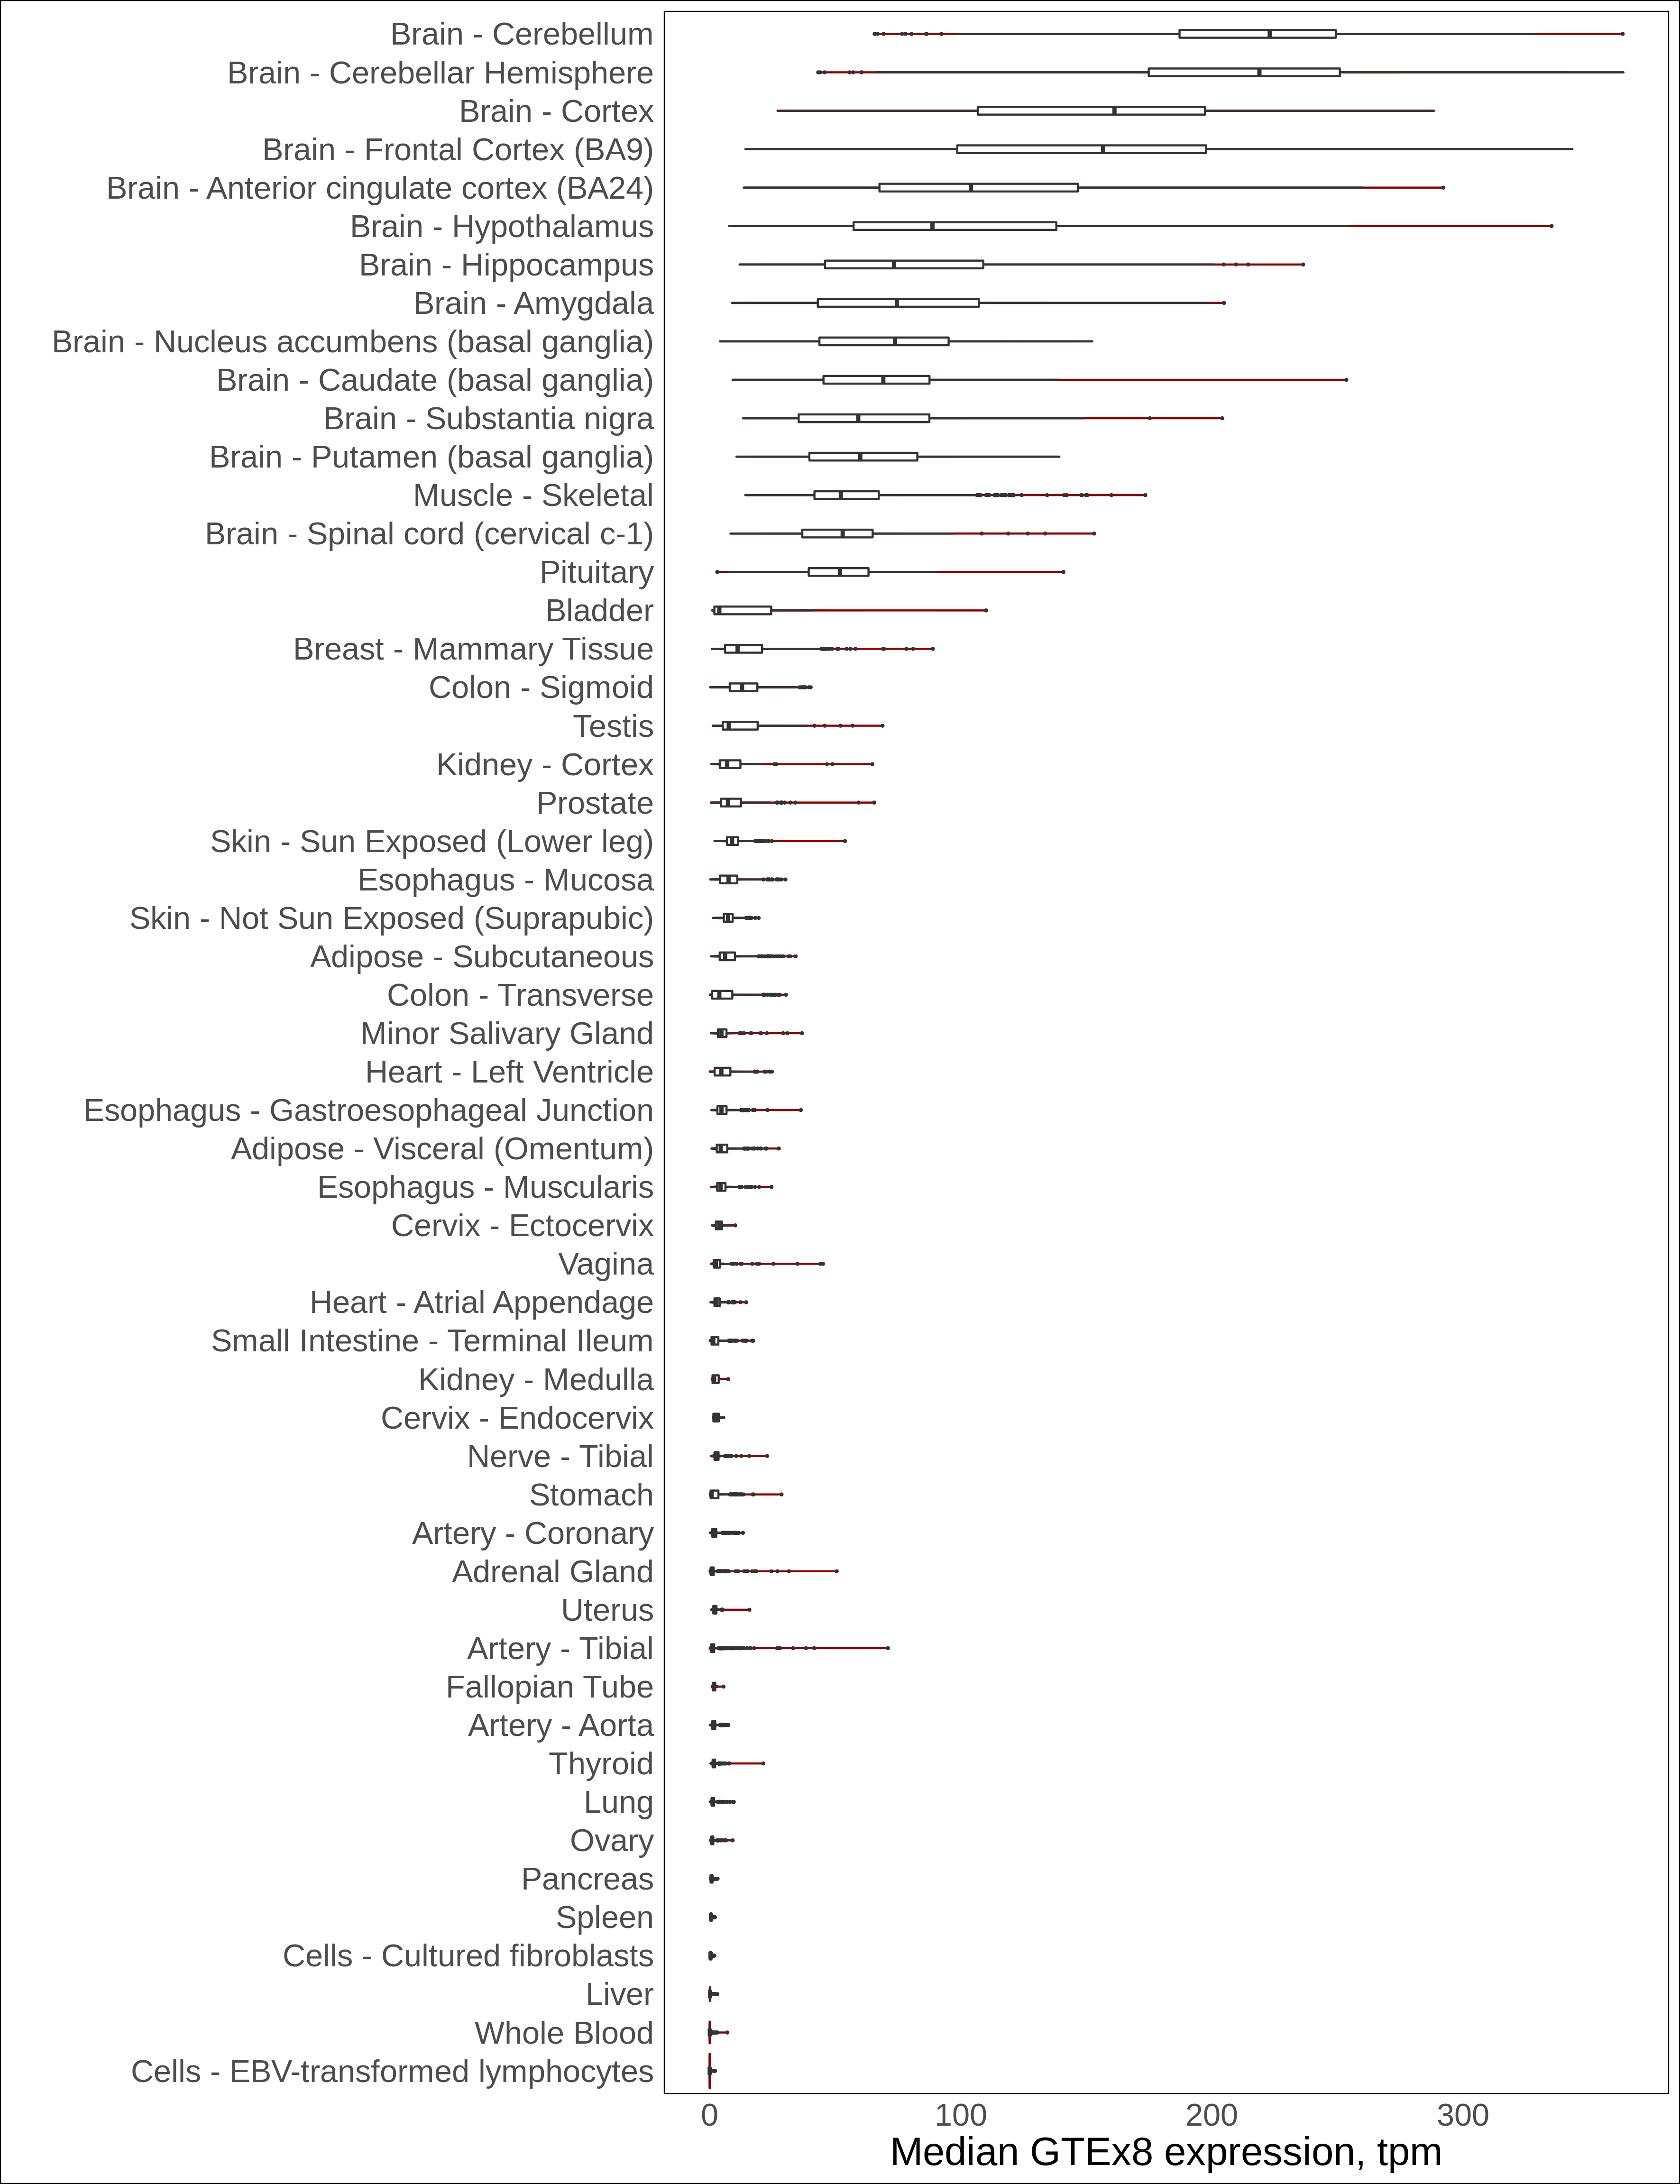 Brain - Cerebellum
Brain - Cerebellar Hemisphere
Brain - Cortex
Brain - Frontal Cortex (BA9)
Brain - Anterior cingulate cortex (BA24)
Brain - Hypothalamus
Brain - Hippocampus
Brain - Amygdala
Brain - Nucleus accumbens (basal ganglia)
Brain - Caudate (basal ganglia)
Brain - Substantia nigra
Brain - Putamen (basal ganglia)
Muscle - Skeletal
Brain - Spinal cord (cervical c-1)
Pituitary
Bladder
Breast - Mammary Tissue
Colon - Sigmoid
Testis
Kidney - Cortex
Prostate
Skin - Sun Exposed (Lower leg)
Esophagus - Mucosa
Skin - Not Sun Exposed (Suprapubic)
Adipose - Subcutaneous
Colon - Transverse
Minor Salivary Gland
Heart - Left Ventricle
Esophagus - Gastroesophageal Junction
Adipose - Visceral (Omentum)
Esophagus - Muscularis
Cervix - Ectocervix
Vagina
Heart - Atrial Appendage
Small Intestine - Terminal Ileum
Kidney - Medulla
Cervix - Endocervix
Nerve - Tibial
Stomach
Artery - Coronary
Adrenal Gland
Uterus
Artery - Tibial
Fallopian Tube
Artery - Aorta
Thyroid
Lung
Ovary
Pancreas
Spleen
Cells - Cultured fibroblasts
Liver
Whole Blood
Cells - EBV-transformed lymphocytes
0 100 200 300
Median GTEx8 expression, tpm